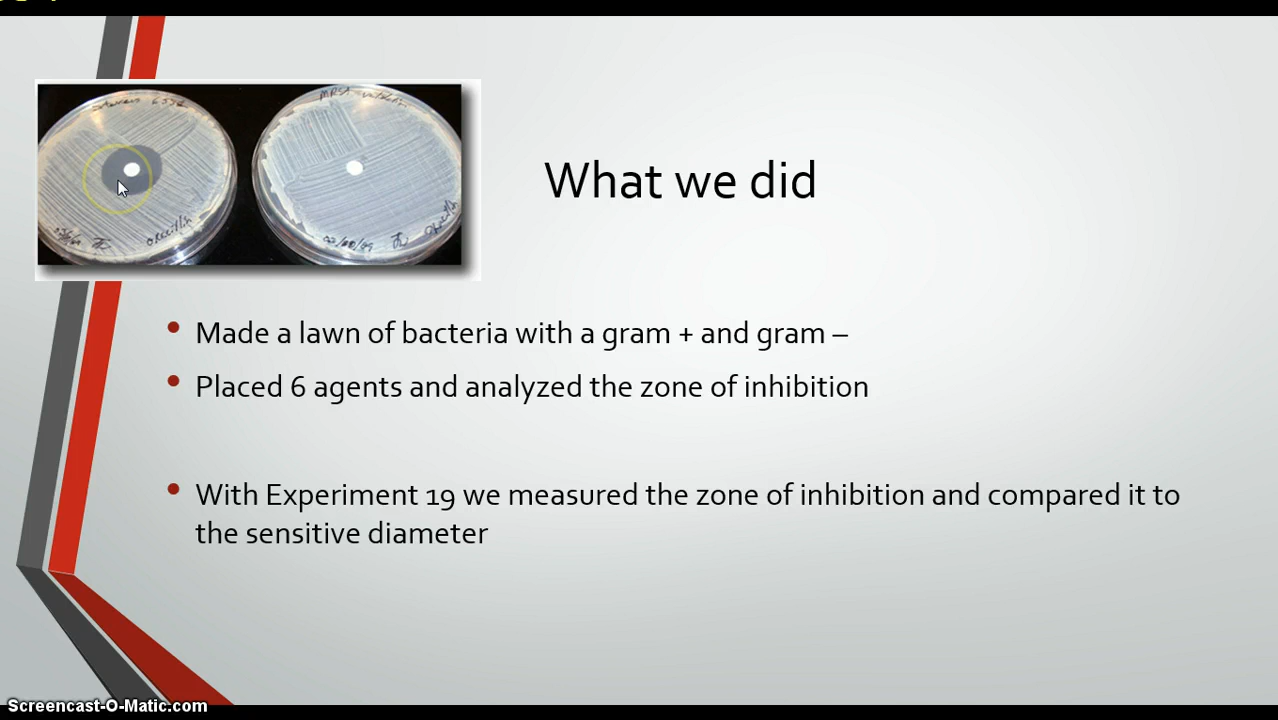 What we did
• Made a lawn of bacteria with a gram + and gram –
• Placed 6 agents and analyzed the zone of inhibition
• With Experiment 19 we measured the zone of inhibition and compared it to
the sensitive diameter
Screencast-O-Matic.com